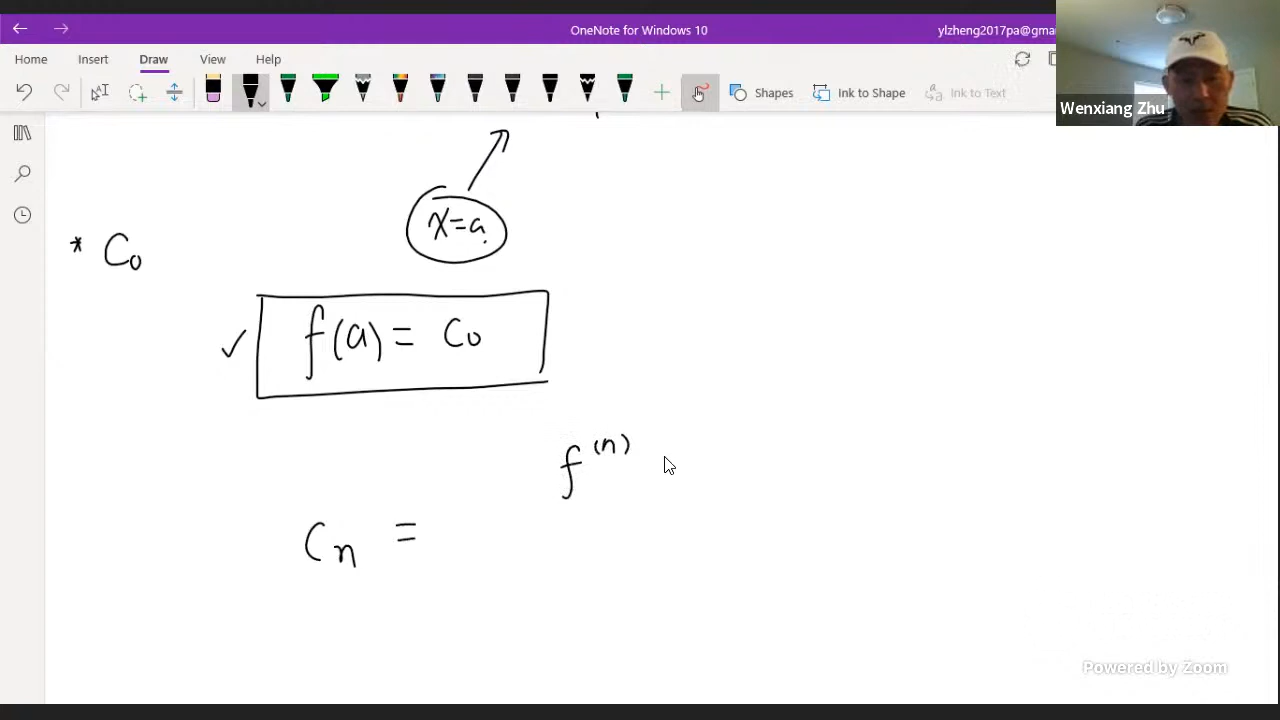 OneNote for Windows 10
ylzheng2017pa@gma
Home Insert Draw View Help
Shapes Ink to Shape Ink to Text
Wenxiang Zhu
x=a
* C₀
✓ f(a) = C₀
f⁽ⁿ⁾
Cₙ =
Powered by Zoom